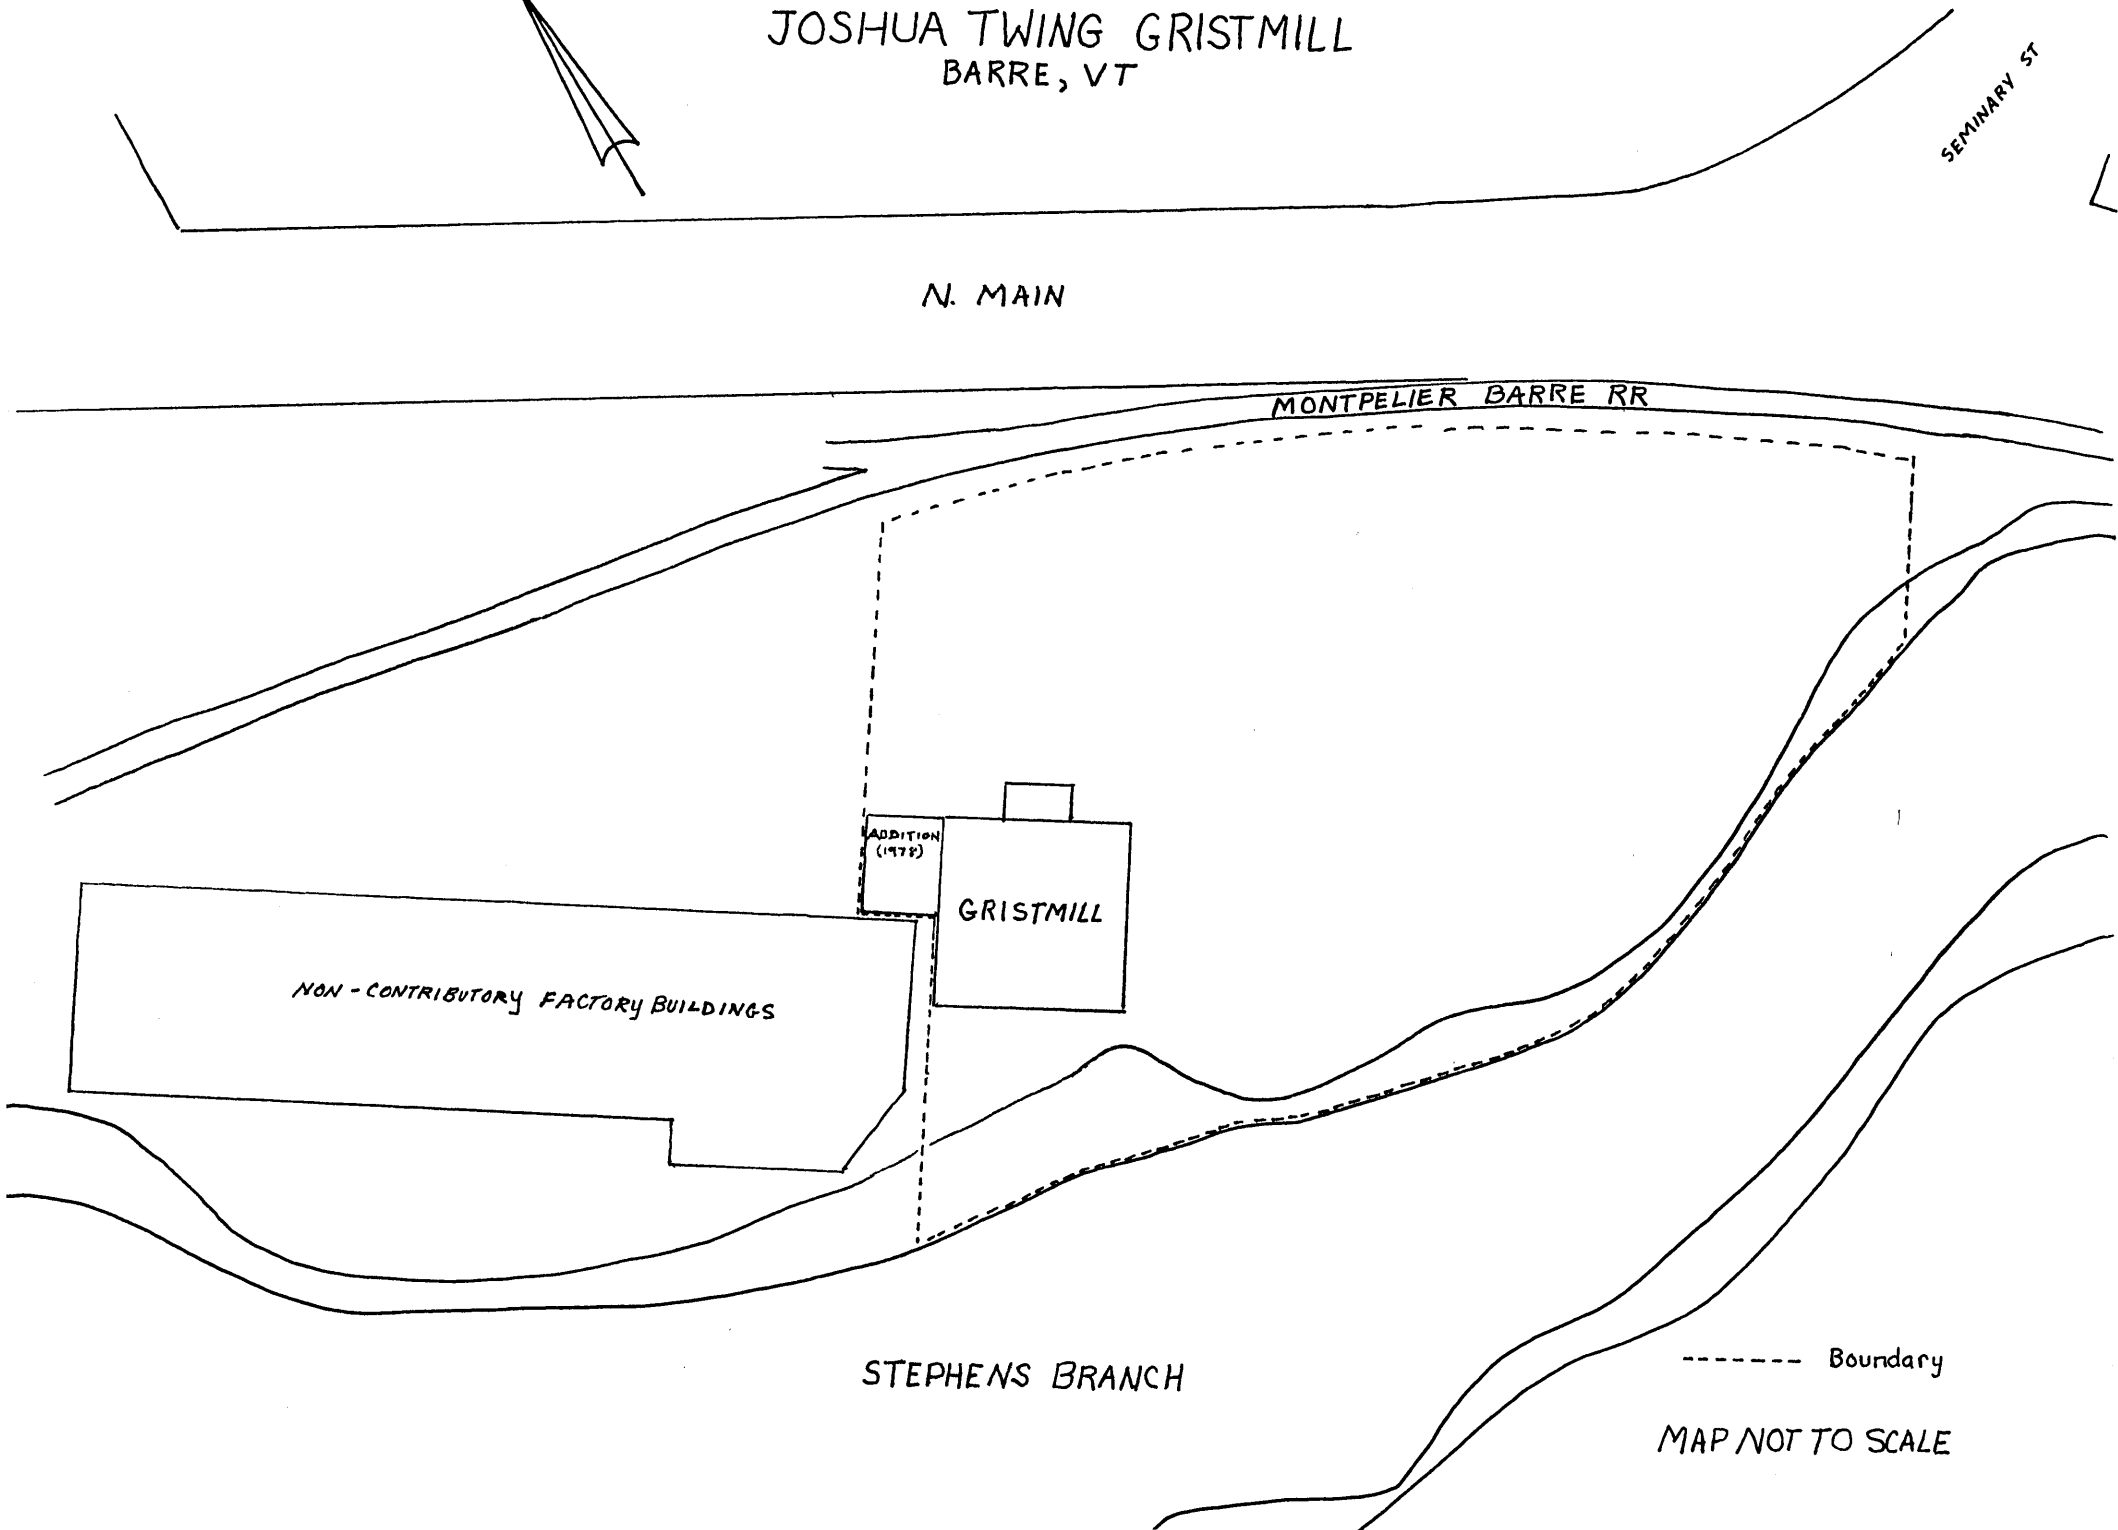 JOSHUA TWING GRISTMILL
BARRE, VT
SEMINARY ST
N. MAIN
MONTPELIER BARRE RR
ADDITION
(1978)
GRISTMILL
NON-CONTRIBUTORY FACTORY BUILDINGS
STEPHENS BRANCH
Boundary
MAP NOT TO SCALE